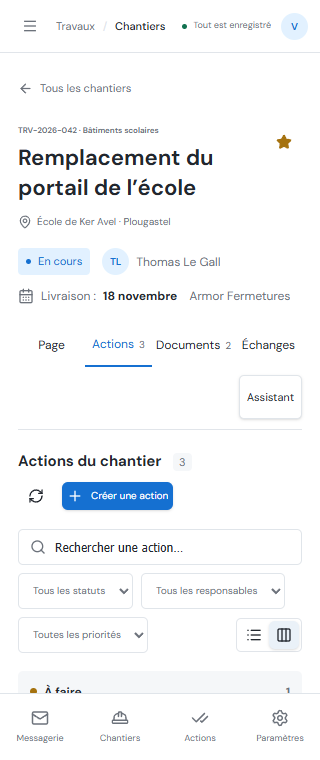 Travaux / Chantiers Tout est enregistré V
Tous les chantiers
TRV-2026-042 · Bâtiments scolaires
Remplacement du
portail de l’école
École de Ker Avel · Plougastel
En cours TL Thomas Le Gall
Livraison : 18 novembre Armor Fermetures
Page Actions 3 Documents 2 Échanges
Assistant
Actions du chantier 3
Créer une action
Rechercher une action...
Tous les statuts Tous les responsables
Toutes les priorités
À faire 1
Messagerie Chantiers Actions Paramètres